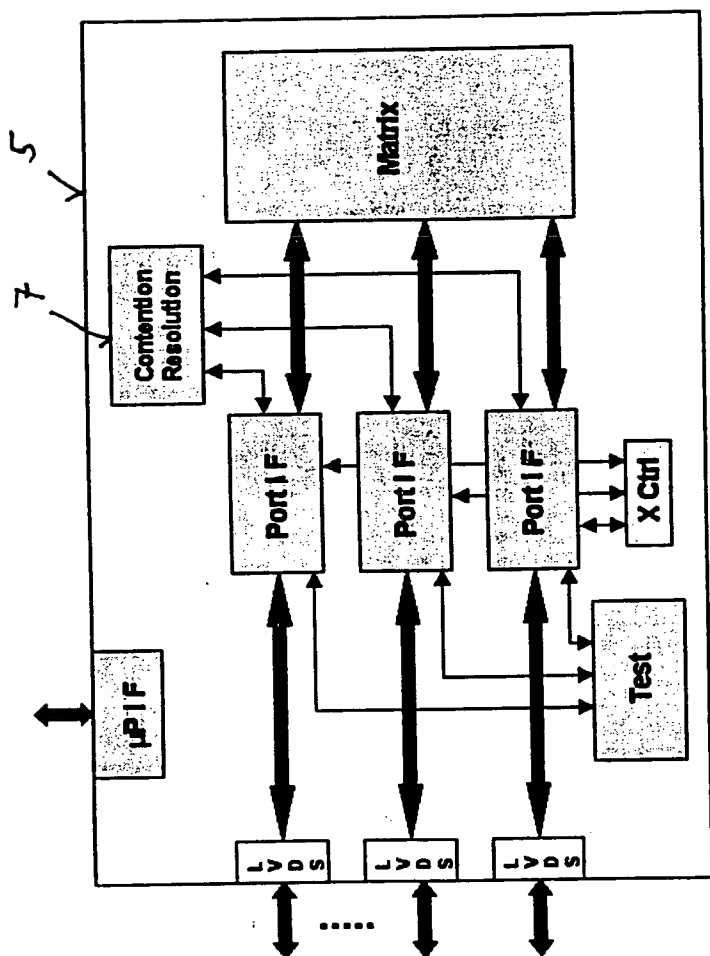 5
7
Contention
Resolution
Matrix
Port I F
Port I F
Port I F
X Ctrl
µP I F
Test
L V D S
L V D S
L V D S